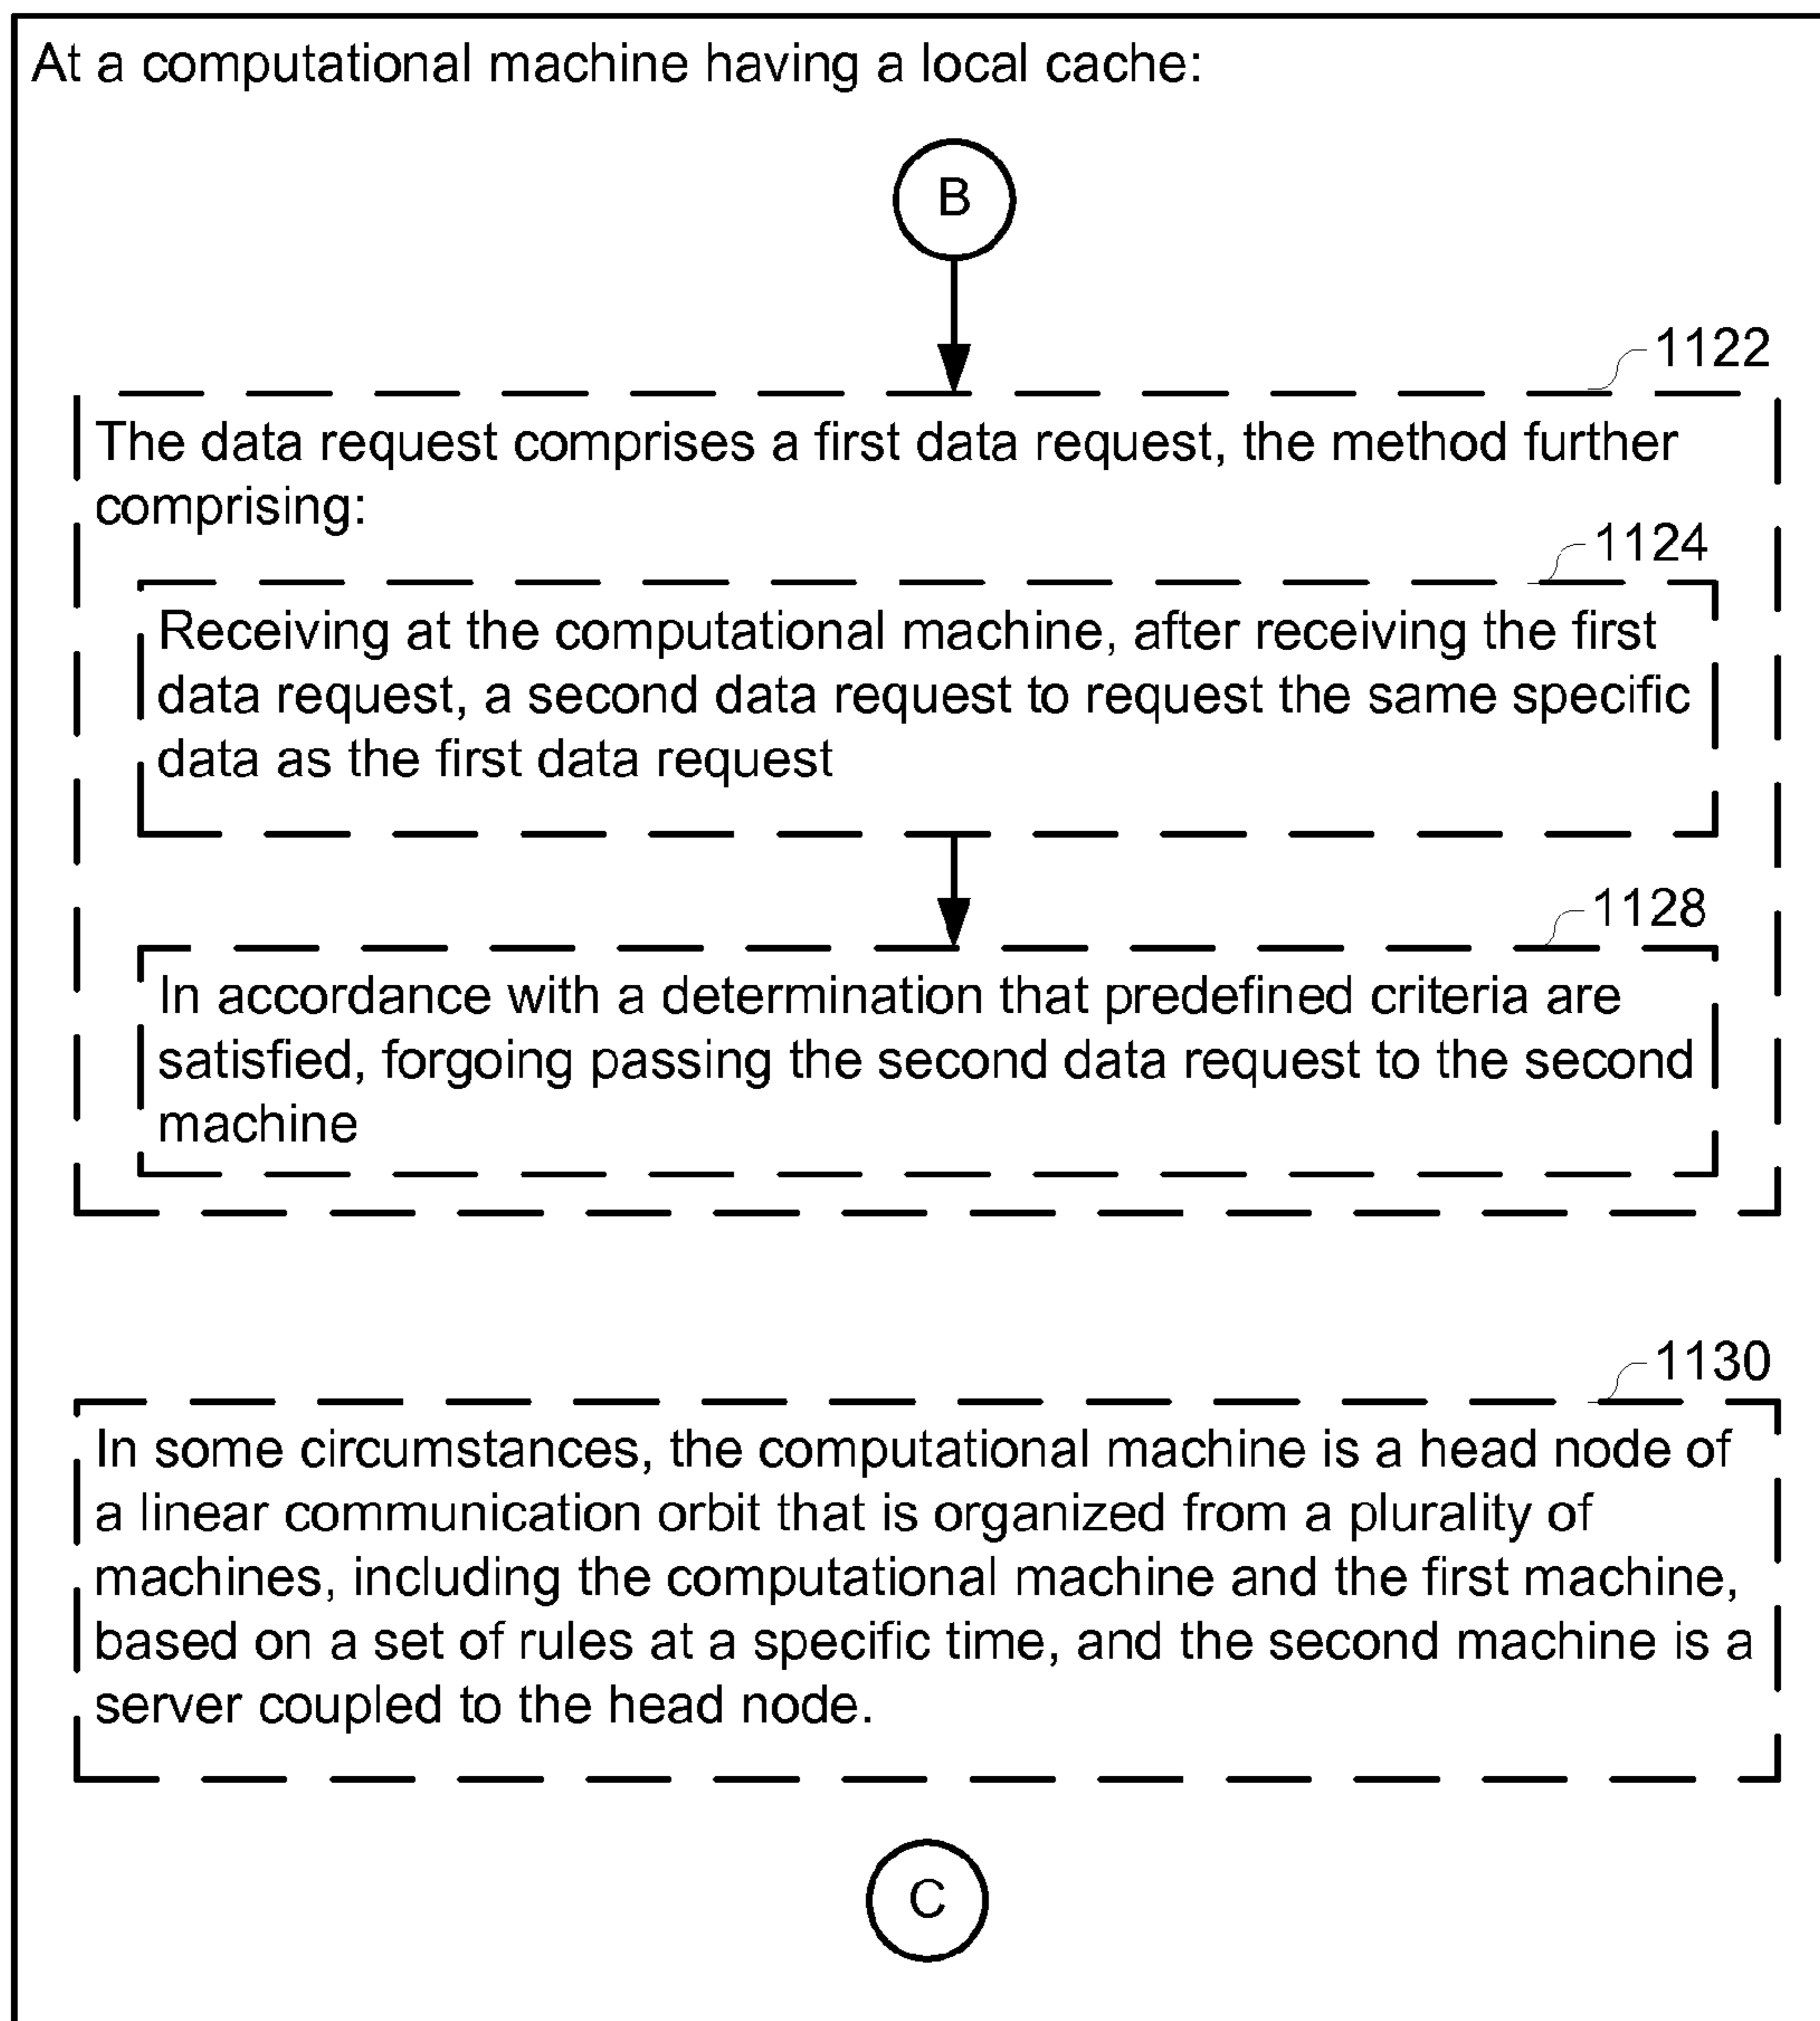 At a computational machine having a local cache:
B
1122
The data request comprises a first data request, the method further
comprising:
1124
Receiving at the computational machine, after receiving the first
data request, a second data request to request the same specific
data as the first data request
1128
In accordance with a determination that predefined criteria are
satisfied, forgoing passing the second data request to the second
machine
1130
In some circumstances, the computational machine is a head node of
a linear communication orbit that is organized from a plurality of
machines, including the computational machine and the first machine,
based on a set of rules at a specific time, and the second machine is a
server coupled to the head node.
C